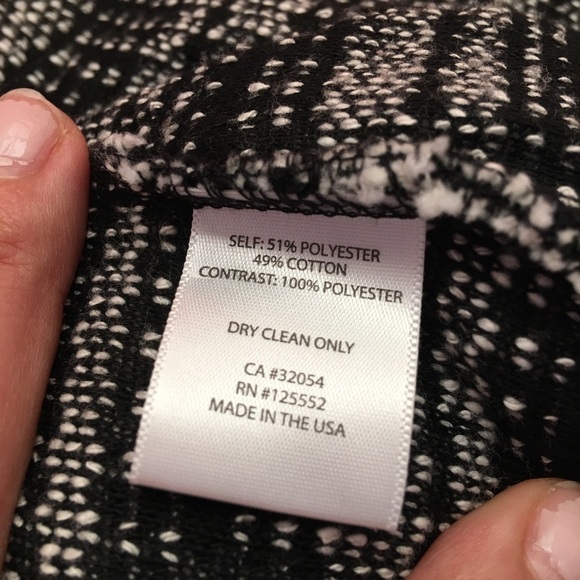 SELF: 51% POLYESTER
49% COTTON
CONTRAST: 100% POLYESTER
DRY CLEAN ONLY
CA #32054
RN #125552
MADE IN THE USA